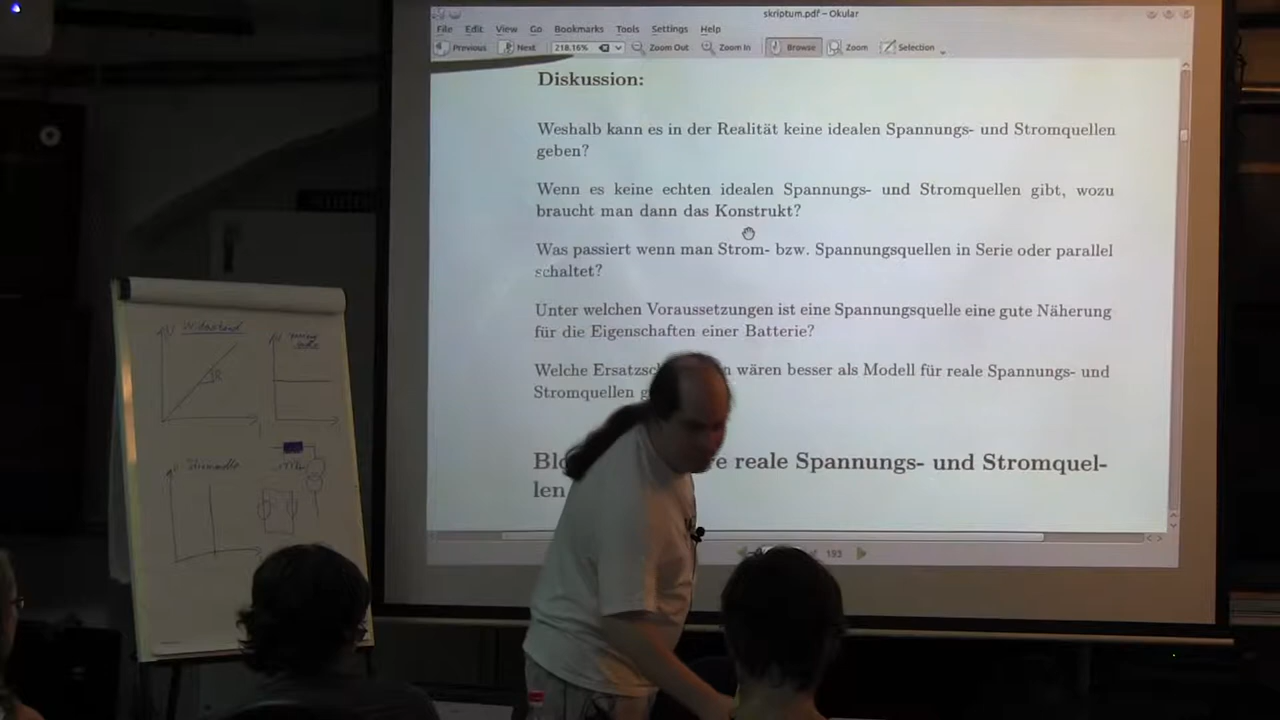 skriptum.pdf – Okular
File Edit View Go Bookmarks Tools Settings Help
Previous Next 218.16% Zoom Out Zoom In Browse Zoom Selection
Diskussion:
Weshalb kann es in der Realität keine idealen Spannungs- und Stromquellen
geben?
Wenn es keine echten idealen Spannungs- und Stromquellen gibt, wozu
braucht man dann das Konstrukt?
Was passiert wenn man Strom- bzw. Spannungsquellen in Serie oder parallel
schaltet?
Unter welchen Voraussetzungen ist eine Spannungsquelle eine gute Näherung
für die Eigenschaften einer Batterie?
Welche wären besser als Modell für reale Spannungs- und
Stromquellen
reale Spannungs- und Stromquel-
len
193
Widerstand